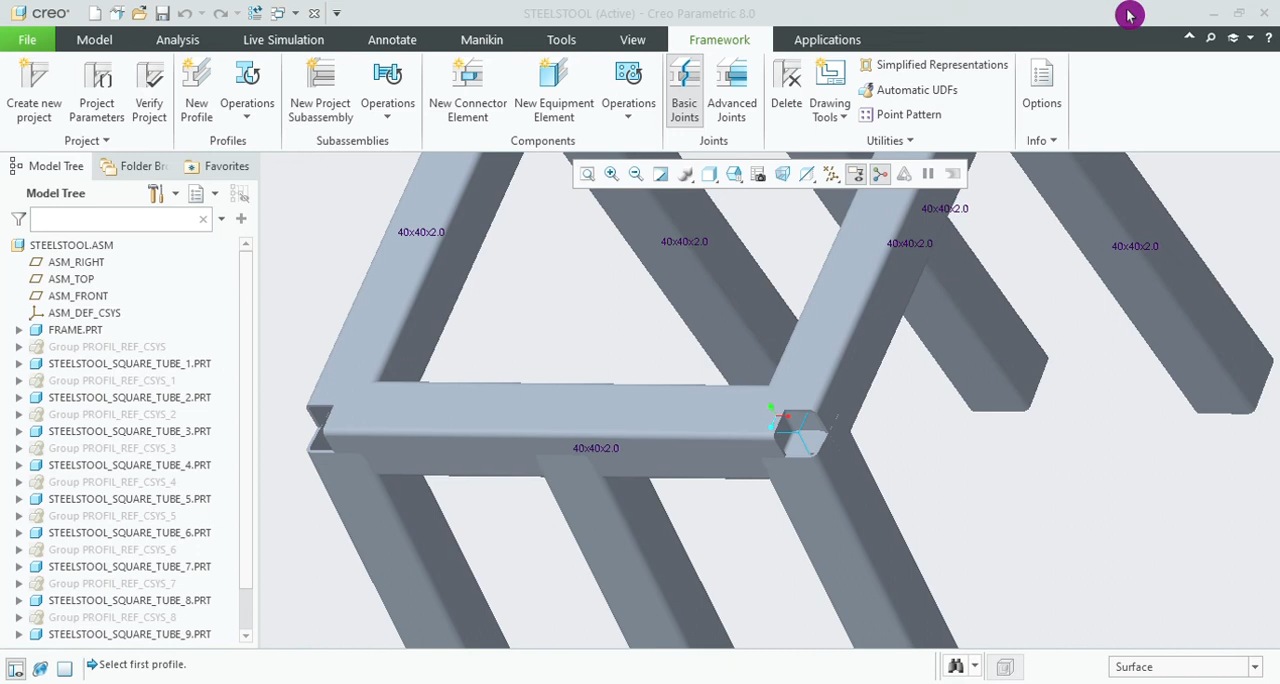 creo
STEELSTOOL (Active) - Creo Parametric 8.0
File Model Analysis Live Simulation Annotate Manikin Tools View Framework Applications
Create new project
Project Parameters
Verify Project
New Profile
Operations
New Project Subassembly
Operations
New Connector Element
New Equipment Element
Operations
Basic Joints
Advanced Joints
Delete
Drawing Tools
Simplified Representations
Automatic UDFs
Point Pattern
Options
Project Profiles Subassemblies Components Joints Utilities Info
Model Tree Folder Br Favorites
Model Tree
STEELSTOOL.ASM
ASM_RIGHT
ASM_TOP
ASM_FRONT
ASM_DEF_CSYS
FRAME.PRT
Group PROFIL_REF_CSYS
STEELSTOOL_SQUARE_TUBE_1.PRT
Group PROFIL_REF_CSYS_1
STEELSTOOL_SQUARE_TUBE_2.PRT
Group PROFIL_REF_CSYS_2
STEELSTOOL_SQUARE_TUBE_3.PRT
Group PROFIL_REF_CSYS_3
STEELSTOOL_SQUARE_TUBE_4.PRT
Group PROFIL_REF_CSYS_4
STEELSTOOL_SQUARE_TUBE_5.PRT
Group PROFIL_REF_CSYS_5
STEELSTOOL_SQUARE_TUBE_6.PRT
Group PROFIL_REF_CSYS_6
STEELSTOOL_SQUARE_TUBE_7.PRT
Group PROFIL_REF_CSYS_7
STEELSTOOL_SQUARE_TUBE_8.PRT
Group PROFIL_REF_CSYS_8
STEELSTOOL_SQUARE_TUBE_9.PRT
40x40x2.0
40x40x2.0
40x40x2.0
40x40x2.0
40x40x2.0
40x40x2.0
Select first profile.
Surface